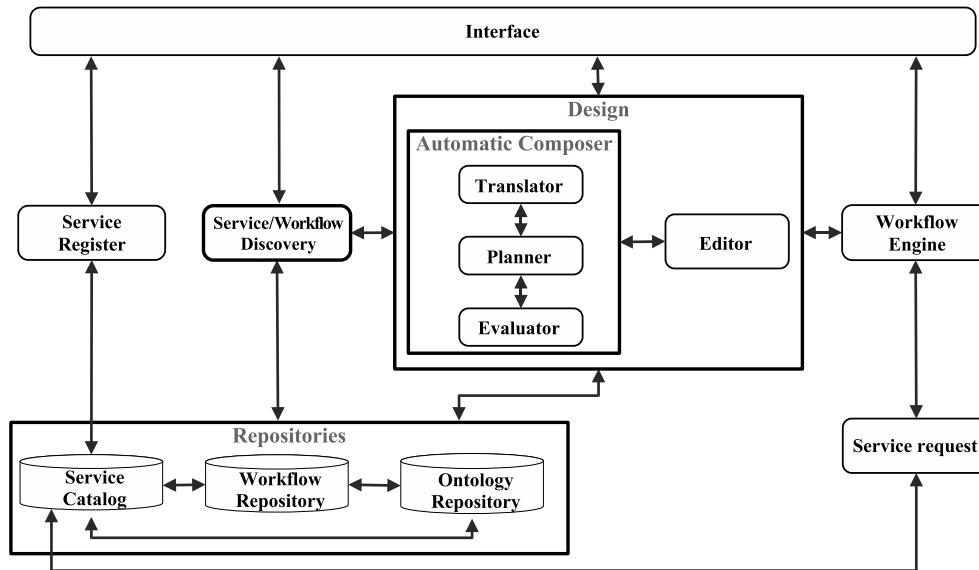 Interface
Design
Automatic Composer
Translator
Service
Register
Service/Workflow
Discovery
Planner
Editor
Workflow
Engine
Evaluator
Repositories
Service
Catalog
Workflow
Repository
Ontology
Repository
Service request